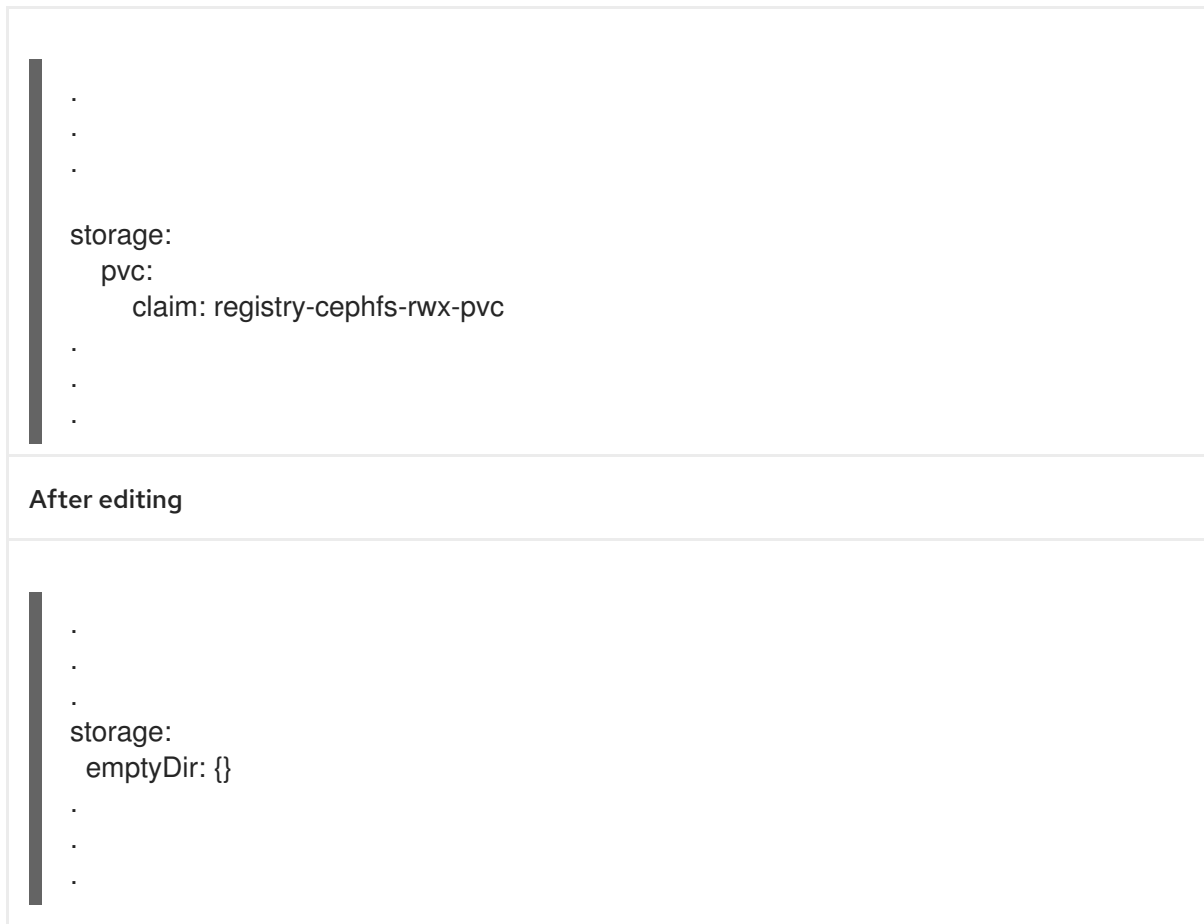 .
.
.
storage:
pvc:
claim: registry-cephfs-rwx-pvc
.
.
.
After editing
.
.
.
storage:
emptyDir: {}
.
.
.